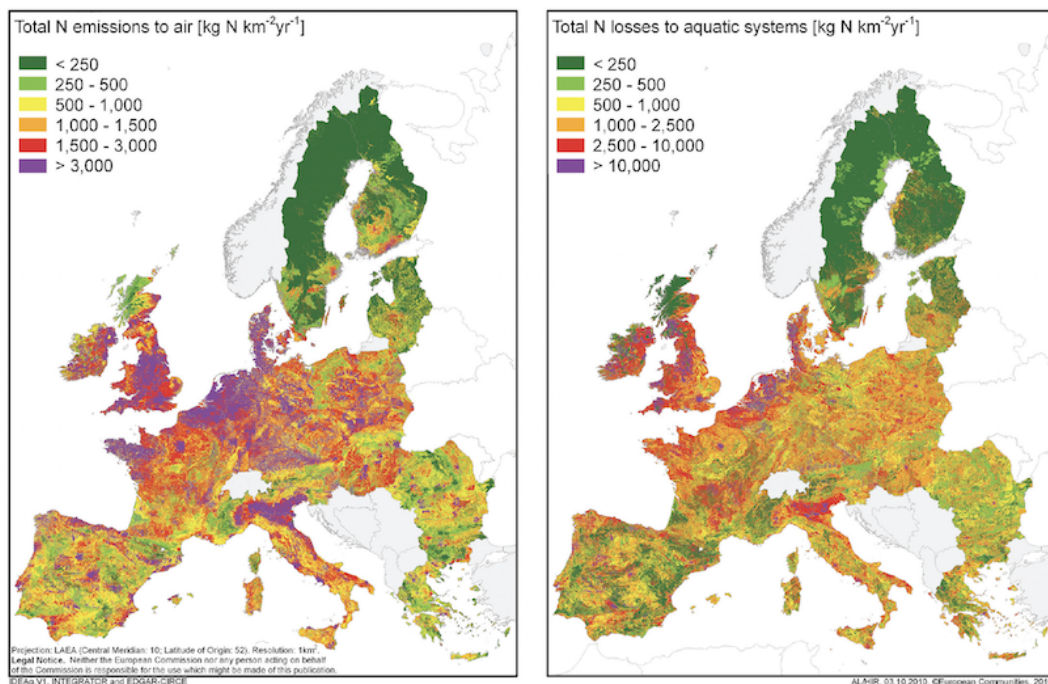 Total N emissions to air [kg N km⁻²yr⁻¹]
< 250
250 - 500
500 - 1,000
1,000 - 1,500
1,500 - 3,000
> 3,000
Projection: LAEA (Central Meridian: 10; Latitude of Origin: 52). Resolution: 1km².
Legal Notice. Neither the European Commission nor any person acting on behalf
of the Commission is responsible for the use which might be made of this publication.
IDEAg V1, INTEGRATOR and EDGAR-CIRCE
Total N losses to aquatic systems [kg N km⁻²yr⁻¹]
< 250
250 - 500
500 - 1,000
1,000 - 2,500
2,500 - 10,000
> 10,000
AL/HIR, 03.10.2010, ©European Communities,